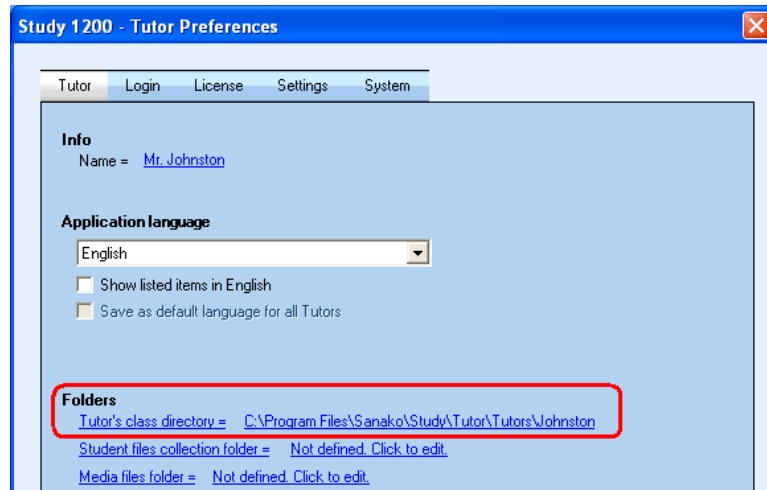 Study 1200 - Tutor Preferences
Tutor Login License Settings System
Info
Name = Mr. Johnston
Application language
English
Show listed items in English
Save as default language for all Tutors
Folders
Tutor's class directory = C:\Program Files\Sanako\Study\Tutor\Tutors\Johnston
Student files collection folder = Not defined. Click to edit.
Media files folder = Not defined. Click to edit.